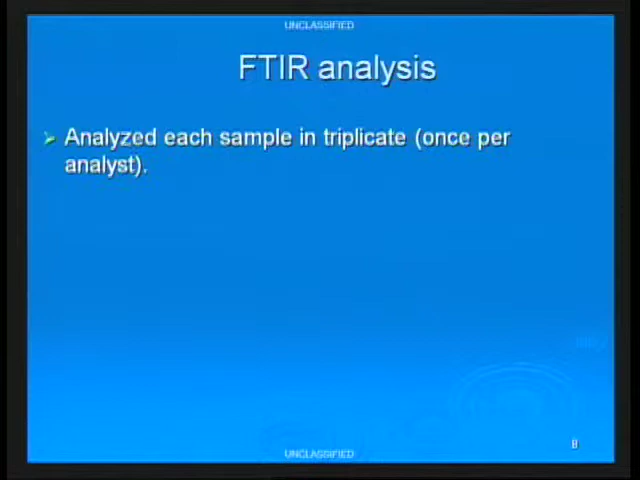 UNCLASSIFIED
FTIR analysis
Analyzed each sample in triplicate (once per
analyst).
8
UNCLASSIFIED